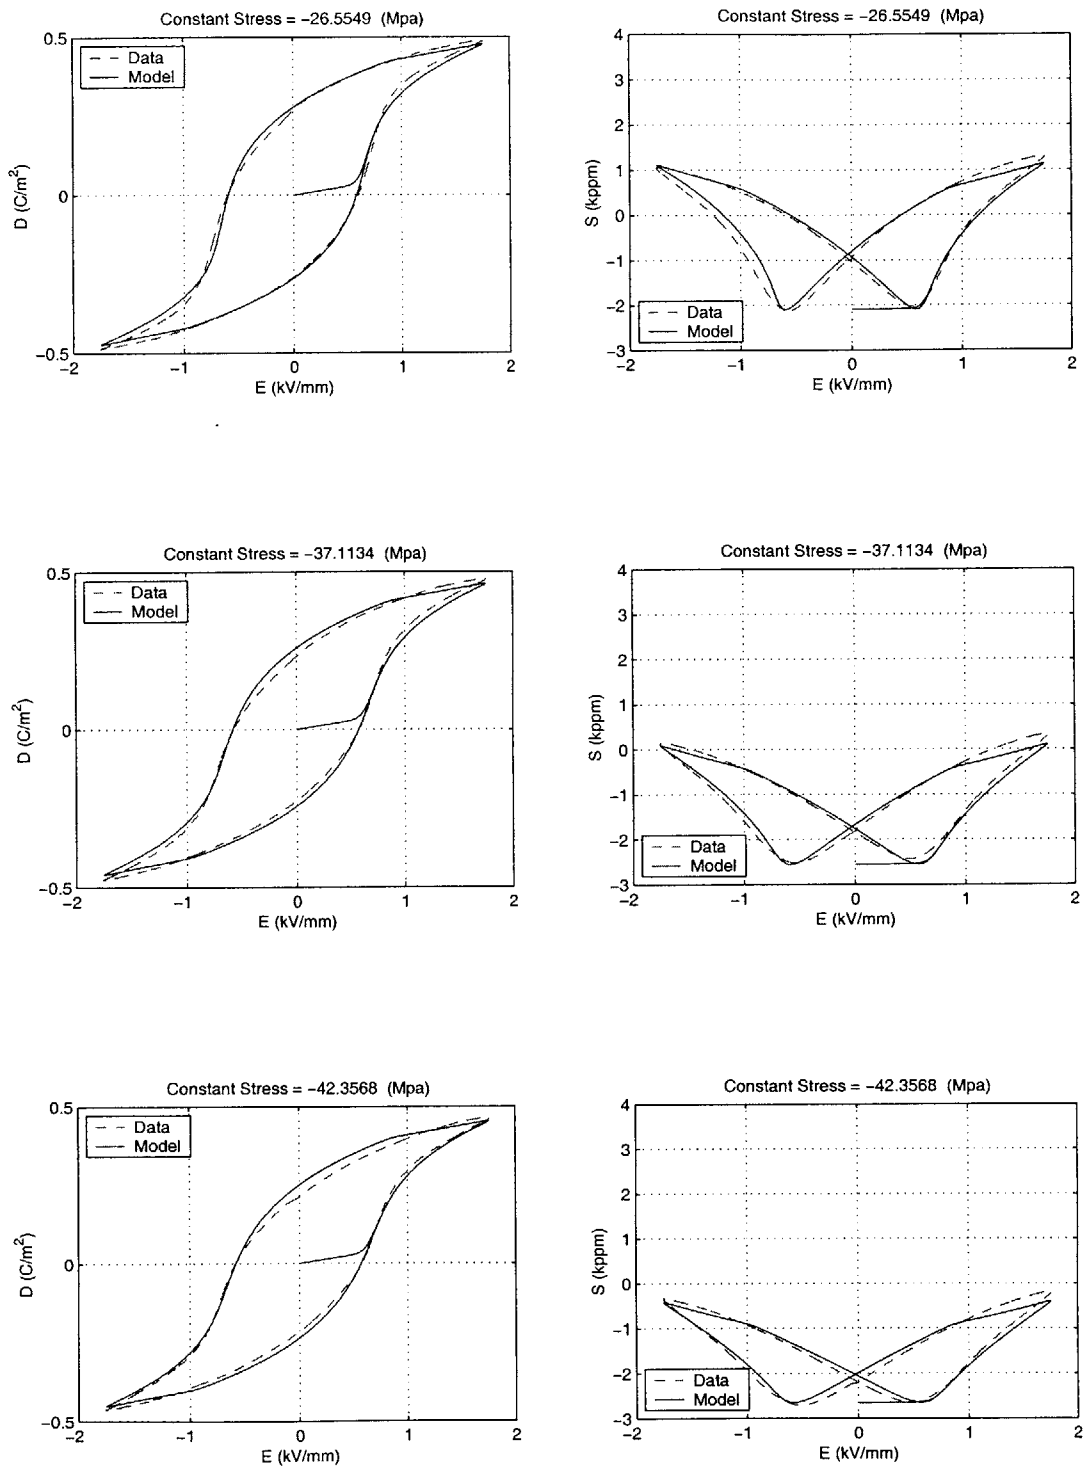 Constant Stress = −26.5549 (Mpa)
0.5
Data
Model
D (C/m2)
0
−0.5
−2
−1
0
1
2
E (kV/mm)
Constant Stress = −26.5549 (Mpa)
4
3
2
1
S (kppm)
0
−1
−2
Data
Model
−3
−2
−1
0
1
2
E (kV/mm)
Constant Stress = −37.1134 (Mpa)
0.5
Data
Model
D (C/m2)
0
−0.5
−2
−1
0
1
2
E (kV/mm)
Constant Stress = −37.1134 (Mpa)
4
3
2
1
S (kppm)
0
−1
−2
Data
Model
−3
−2
−1
0
1
2
E (kV/mm)
Constant Stress = −42.3568 (Mpa)
0.5
Data
Model
D (C/m2)
0
−0.5
−2
−1
0
1
2
E (kV/mm)
Constant Stress = −42.3568 (Mpa)
4
3
2
1
S (kppm)
0
−1
−2
Data
Model
−3
−2
−1
0
1
2
E (kV/mm)